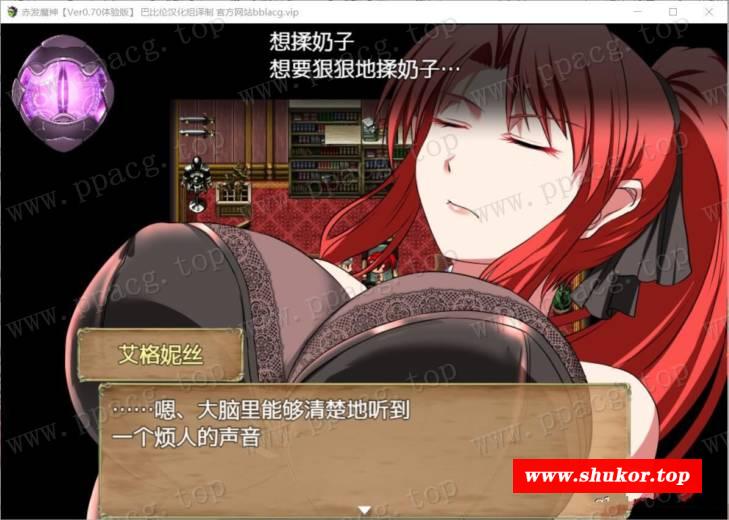 赤发魔神【Ver0.70体验版】 巴比伦汉化组译制 官方网站bblacg.vip
想揉奶子
想要狠狠地揉奶子…
艾格妮丝
……嗯、大脑里能够清楚地听到
一个烦人的声音
www.shukor.top
www.ppacg.top